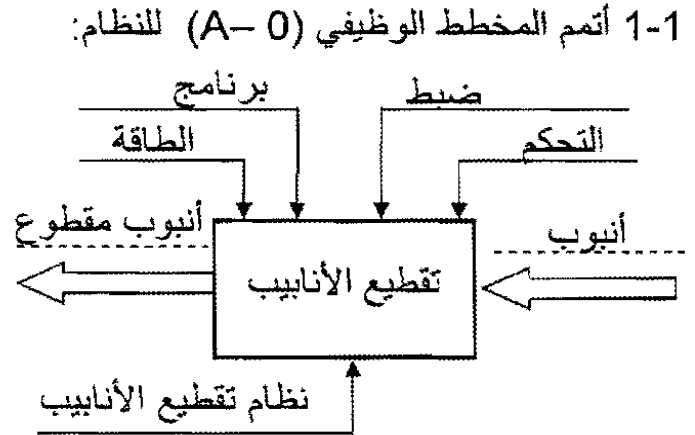 1-1 أتمم المخطط الوظيفي (A–0) للنظام:
ضبط
برنامج
التحكم
الطاقة
أنبوب
أنبوب مقطوع
تقطيع الأنابيب
نظام تقطيع الأنابيب